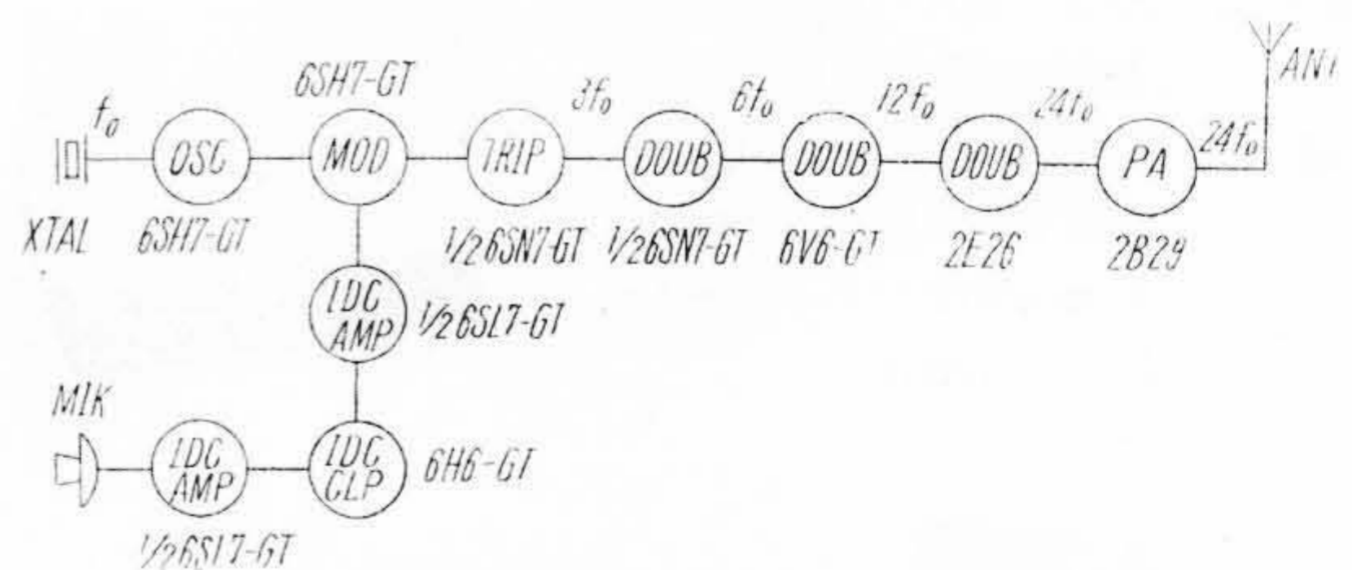 6SH7-GT
f₀ 3f₀ 6f₀ 12f₀ 24f₀ 24f₀ ANT
OSC MOD TRIP DOUB DOUB DOUB PA
XTAL 6SH7-GT 1/2 6SN7-GT 1/2 6SN7-GT 6V6-GT 2E26 2B29
IDC
AMP
1/2 6SL7-GT
MIK
IDC
AMP
IDC
CLP
6H6-GT
1/2 6SL7-GT